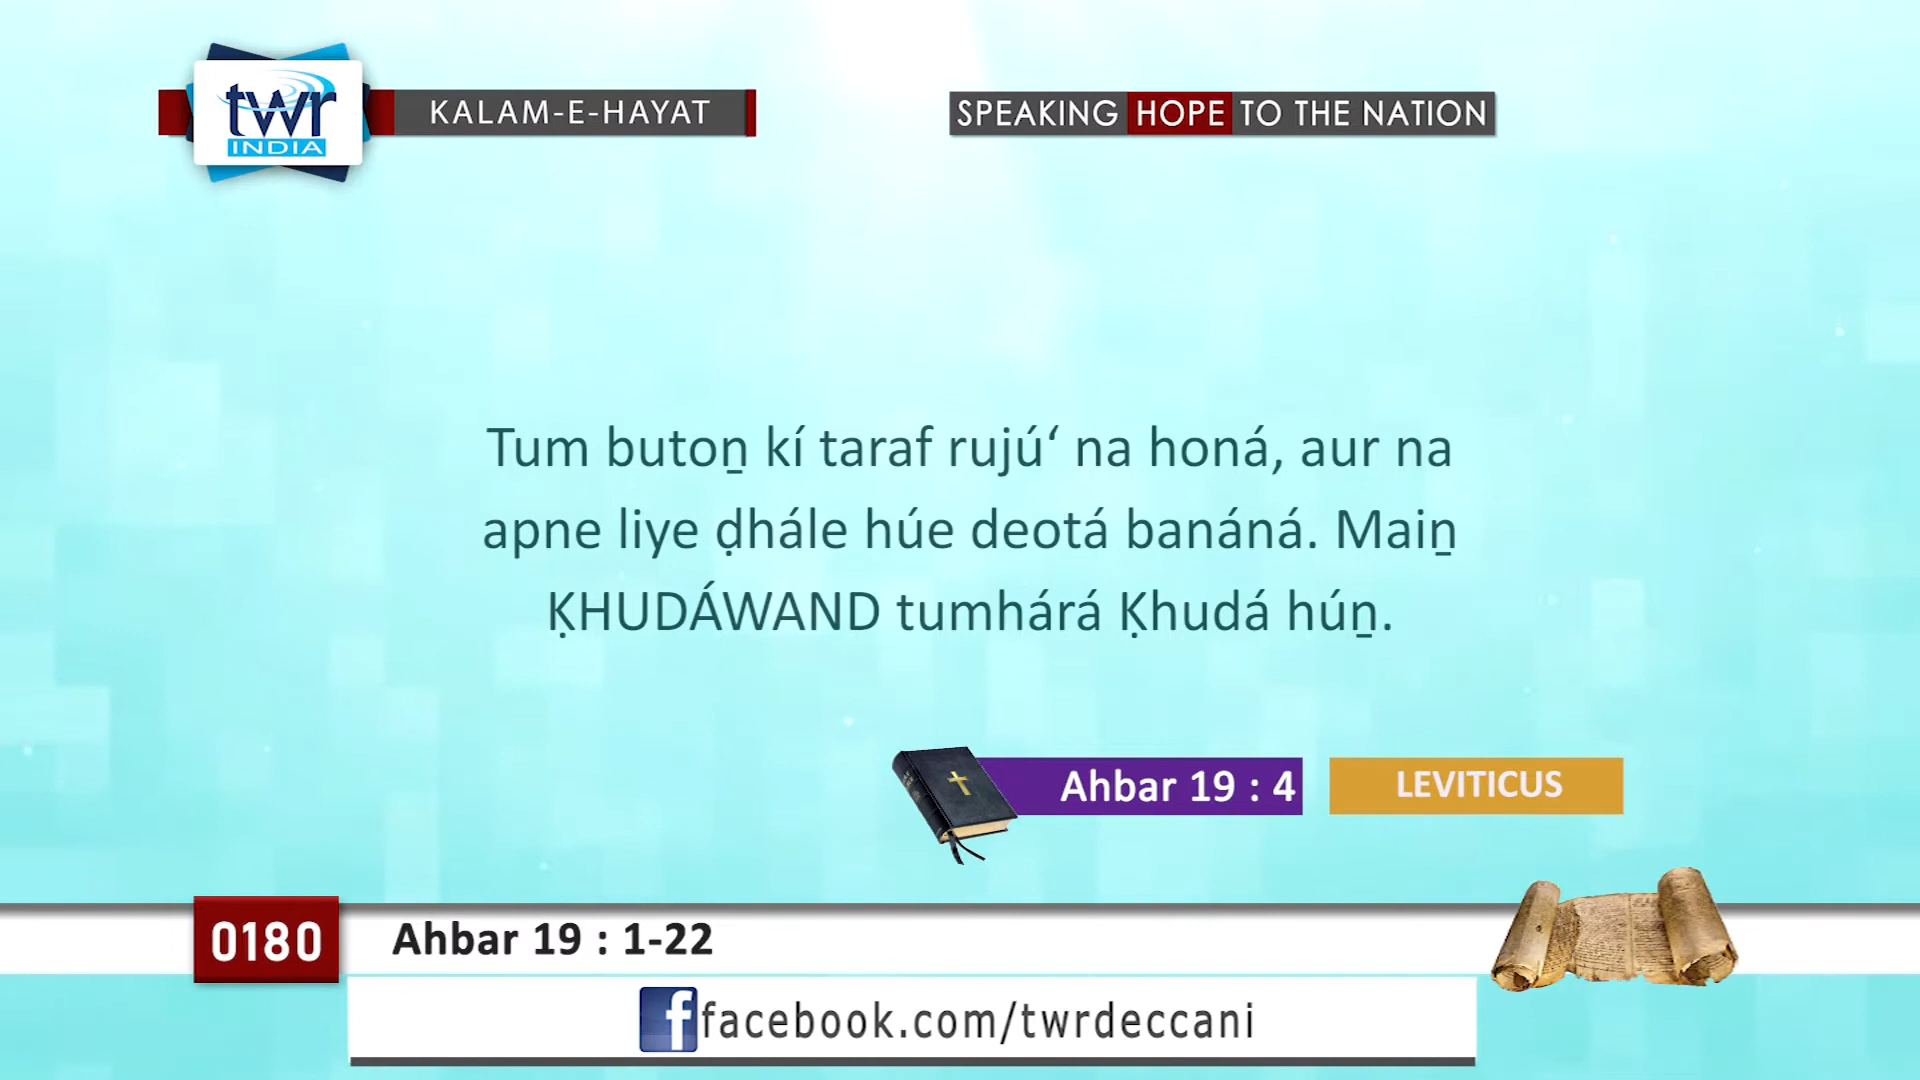 twr
INDIA
KALAM-E-HAYAT
SPEAKING HOPE TO THE NATION
Tum butoṉ kí taraf rujú‘ na honá, aur na
apne liye ḍhále húe deotá banáná. Maiṉ
ḲHUDÁWAND tumhárá Ḳhudá húṉ.
Ahbar 19 : 4
LEVITICUS
0180
Ahbar 19 : 1-22
facebook.com/twrdeccani